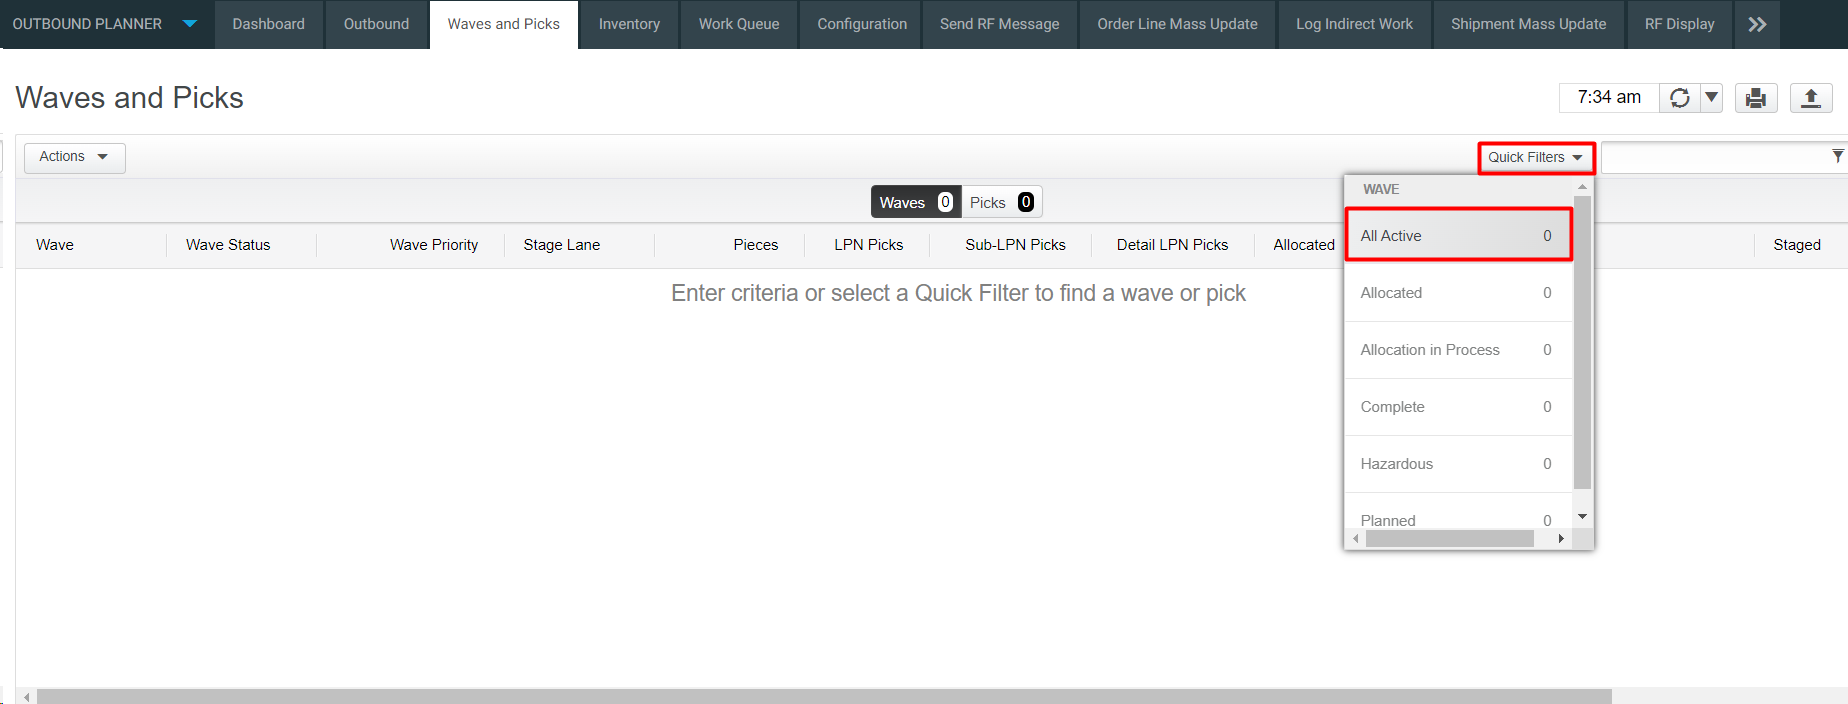 OUTBOUND PLANNER Dashboard Outbound Waves and Picks Inventory Work Queue Configuration Send RF Message Order Line Mass Update Log Indirect Work Shipment Mass Update RF Display
Waves and Picks
7:34 am
Actions
Quick Filters
Waves 0 Picks 0
Wave Wave Status Wave Priority Stage Lane Pieces LPN Picks Sub-LPN Picks Detail LPN Picks Allocated Staged
Enter criteria or select a Quick Filter to find a wave or pick
WAVE
All Active 0
Allocated 0
Allocation in Process 0
Complete 0
Hazardous 0
Planned 0